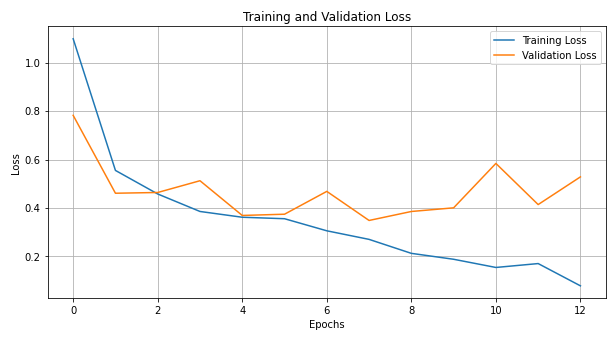 Training and Validation Loss
Training Loss
Validation Loss
1.0
0.8
0.6
0.4
0.2
Loss
0 2 4 6 8 10 12
Epochs